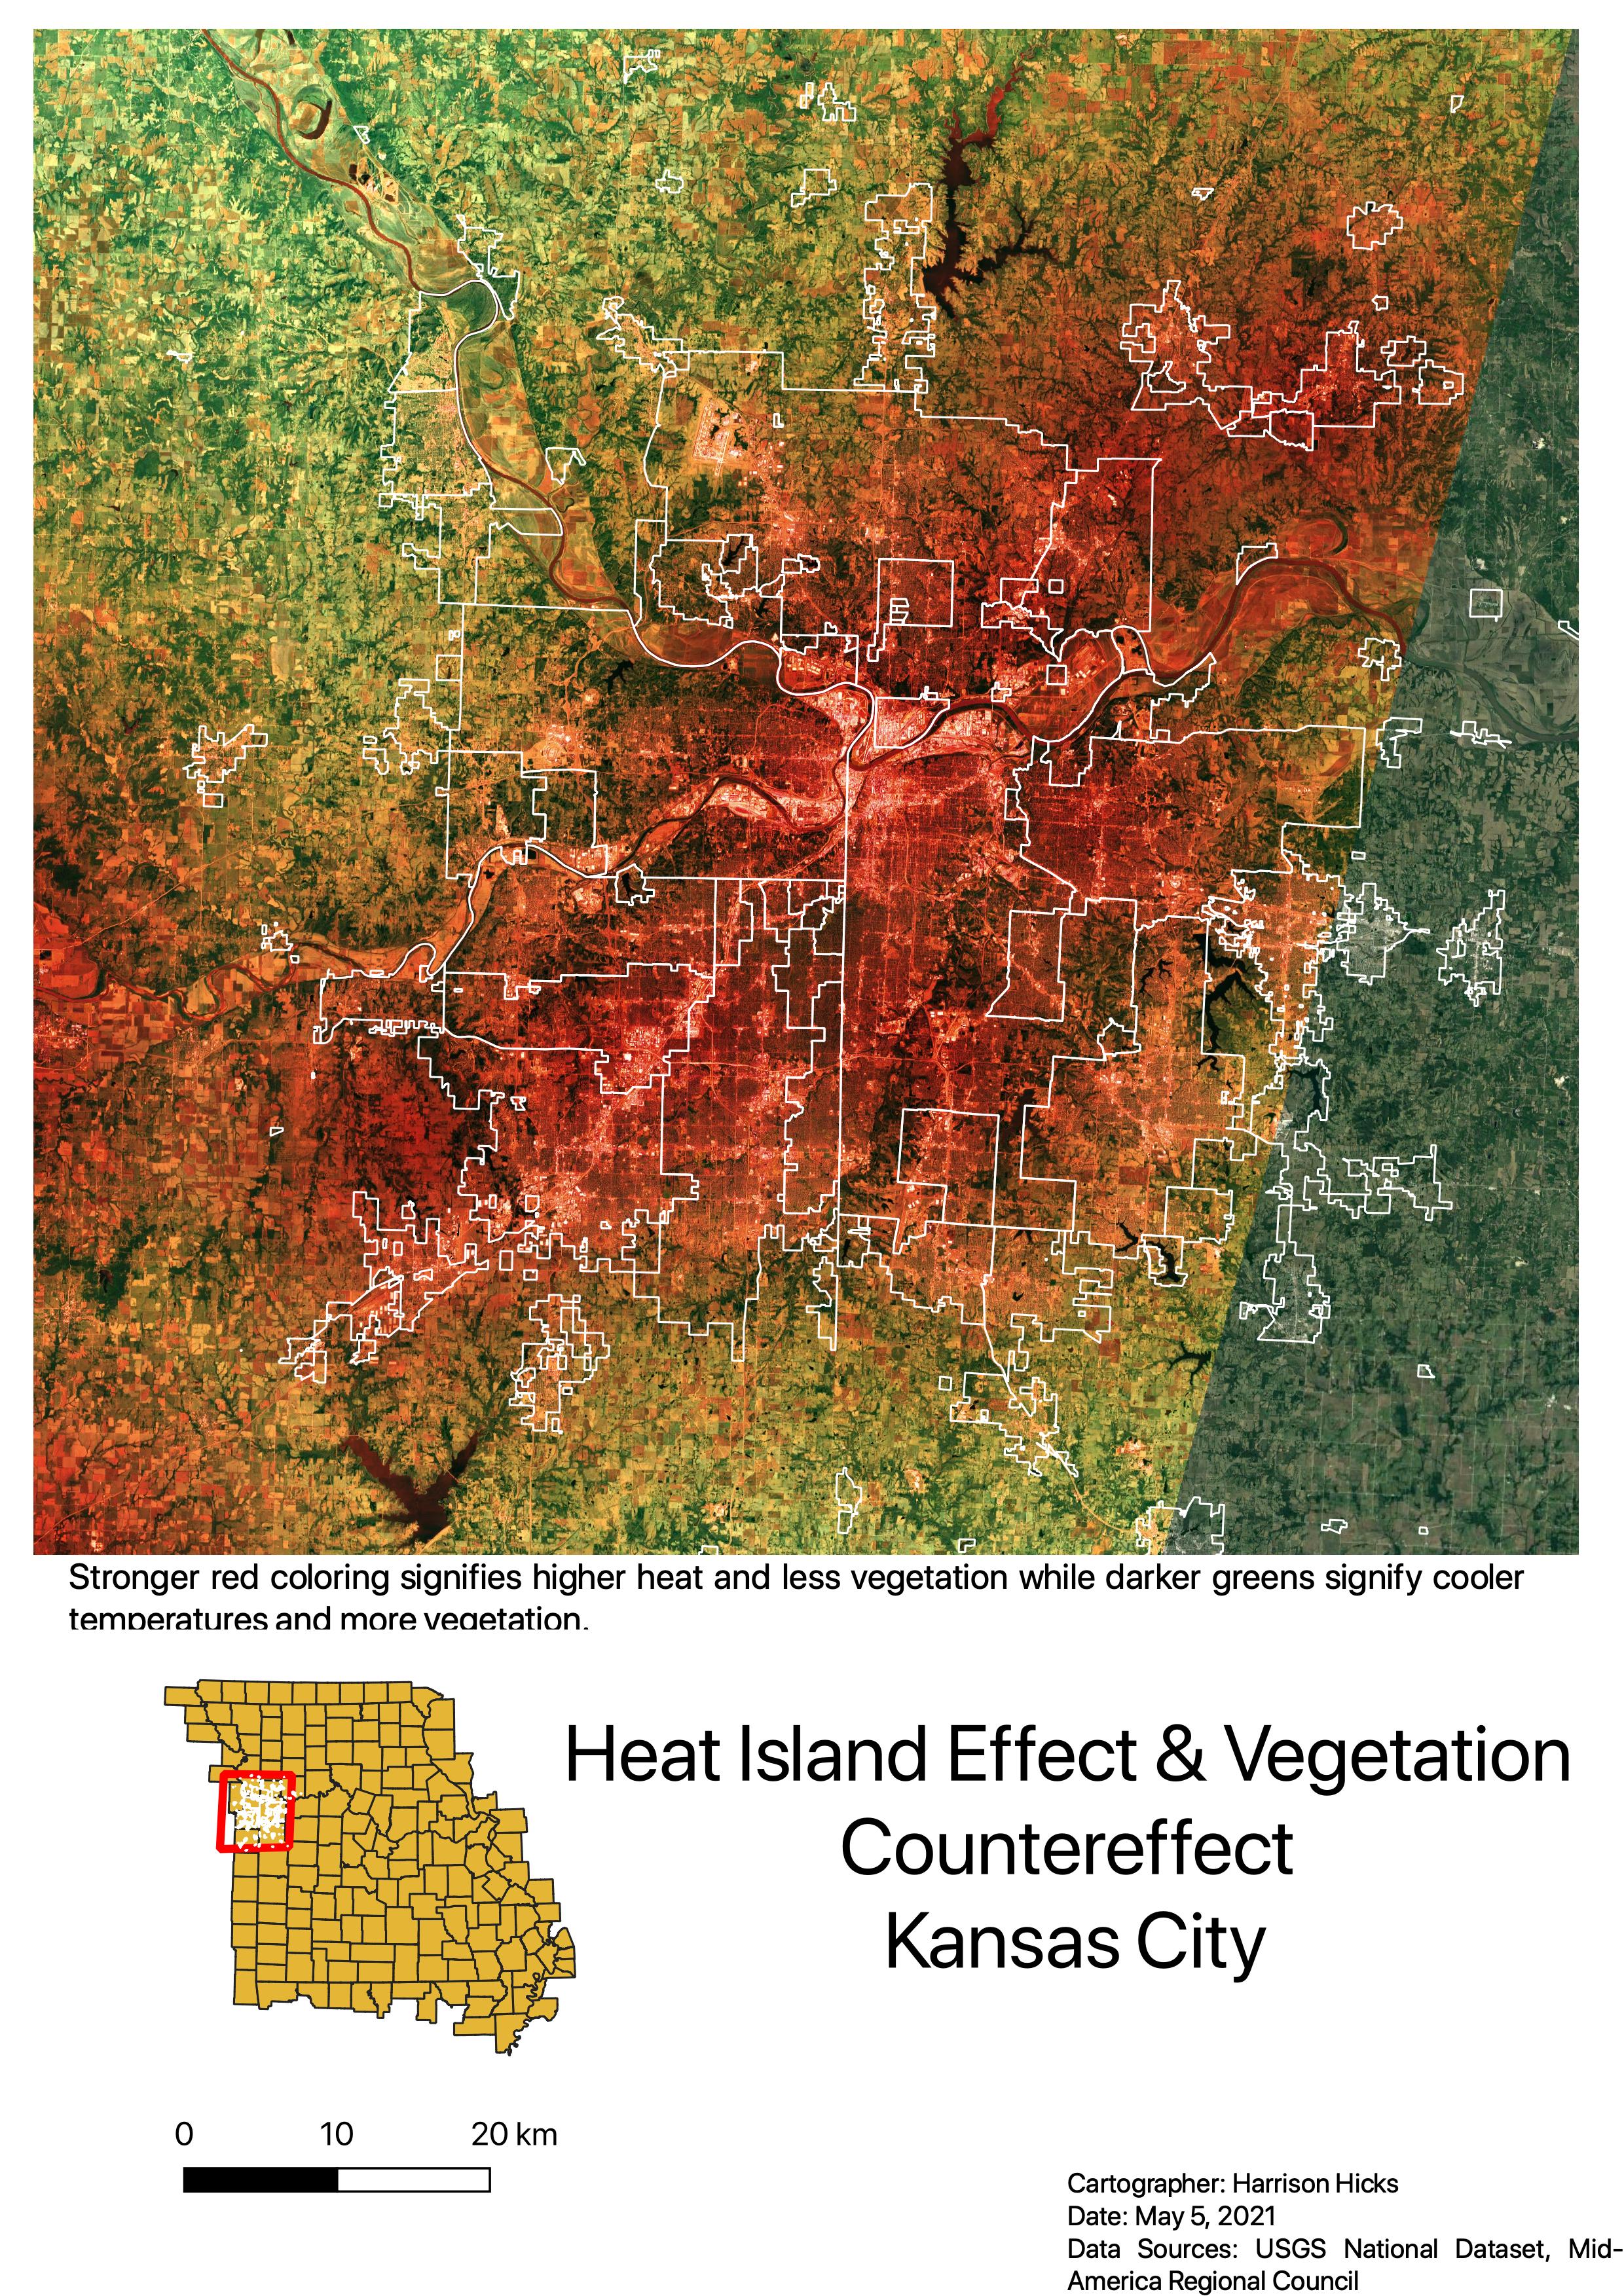 Stronger red coloring signifies higher heat and less vegetation while darker greens signify cooler
temperatures and more vegetation.
Heat Island Effect & Vegetation
Countereffect
Kansas City
0 10 20 km
Cartographer: Harrison Hicks
Date: May 5, 2021
Data Sources: USGS National Dataset, Mid-
America Regional Council